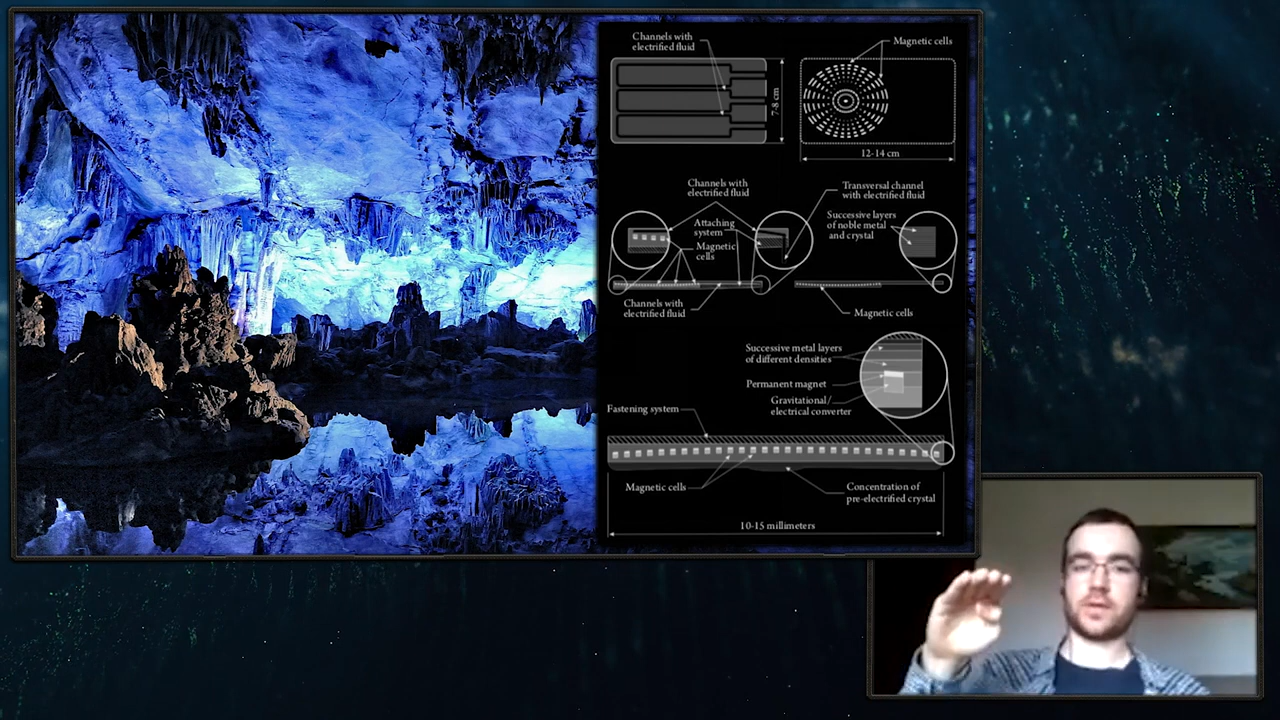 Channels with
electrified fluid
Magnetic cells
7-8 cm
12-14 cm
Channels with
electrified fluid
Transversal channel
with electrified fluid
Attaching
system
Successive layers
of noble metal
and crystal
Magnetic
cells
Channels with
electrified fluid
Magnetic cells
Successive metal layers
of different densities
Permanent magnet
Gravitational/
electrical converter
Fastening system
Magnetic cells
Concentration of
pre-electrified crystal
10-15 millimeters